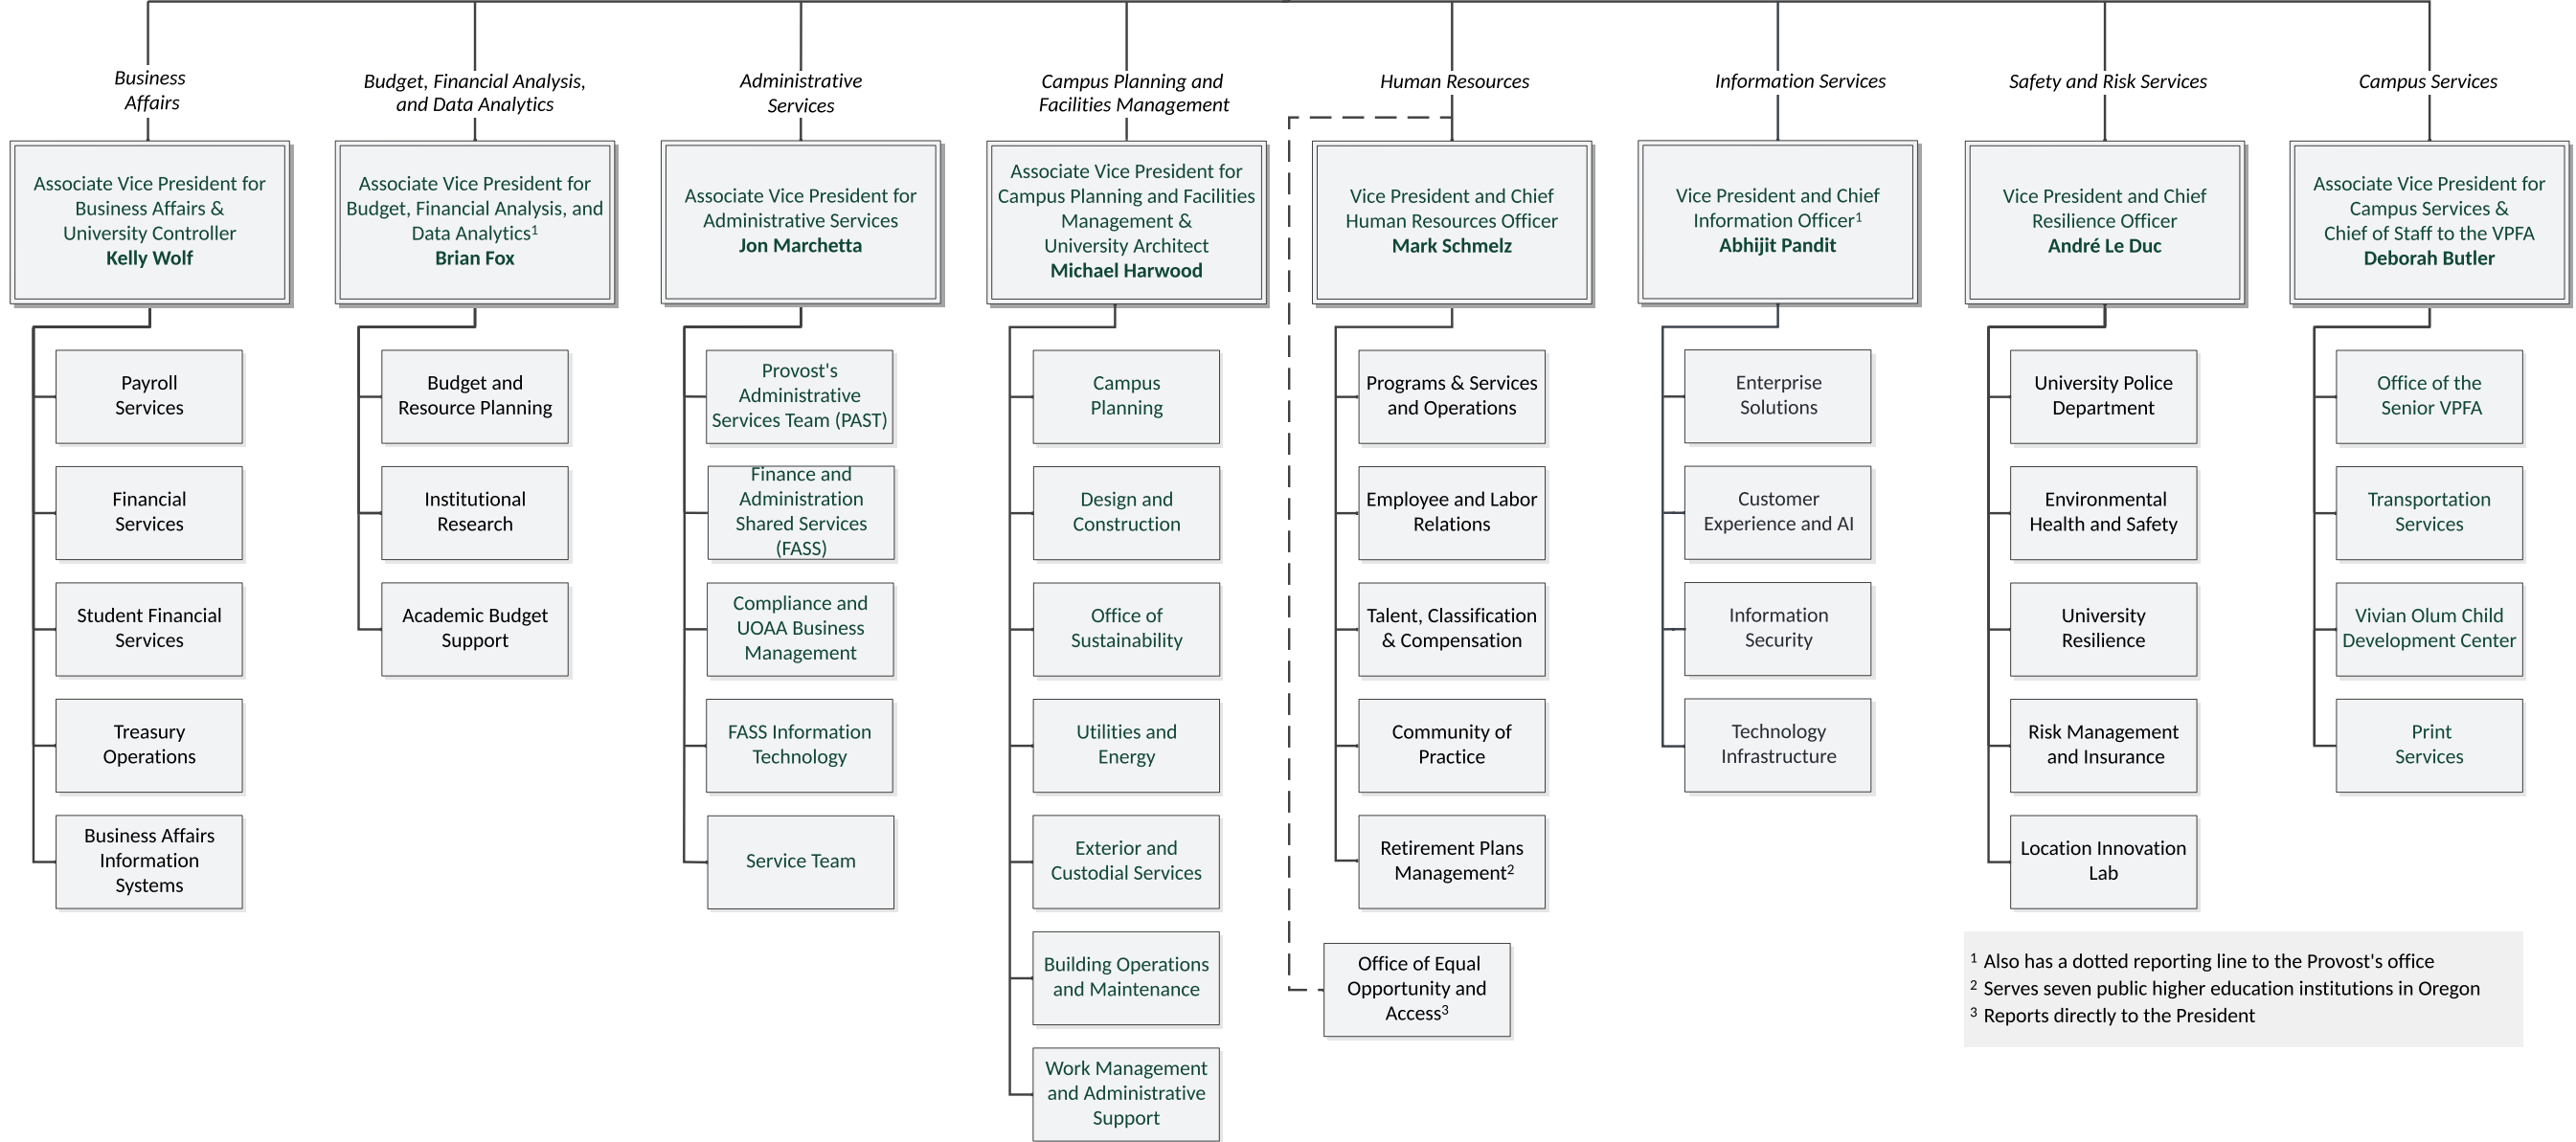 Business
Affairs
Budget, Financial Analysis,
and Data Analytics
Administrative
Services
Campus Planning and
Facilities Management
Human Resources
Information Services
Safety and Risk Services
Campus Services
Associate Vice President for
Business Affairs &
University Controller
Kelly Wolf
Associate Vice President for
Budget, Financial Analysis, and
Data Analytics¹
Brian Fox
Associate Vice President for
Administrative Services
Jon Marchetta
Associate Vice President for
Campus Planning and Facilities
Management &
University Architect
Michael Harwood
Vice President and Chief
Human Resources Officer
Mark Schmelz
Vice President and Chief
Information Officer¹
Abhijit Pandit
Vice President and Chief
Resilience Officer
André Le Duc
Associate Vice President for
Campus Services &
Chief of Staff to the VPFA
Deborah Butler
Payroll
Services
Financial
Services
Student Financial
Services
Treasury
Operations
Business Affairs
Information
Systems
Budget and
Resource Planning
Institutional
Research
Academic Budget
Support
Provost's
Administrative
Services Team (PAST)
Finance and
Administration
Shared Services
(FASS)
Compliance and
UOAA Business
Management
FASS Information
Technology
Service Team
Campus
Planning
Design and
Construction
Office of
Sustainability
Utilities and
Energy
Exterior and
Custodial Services
Building Operations
and Maintenance
Work Management
and Administrative
Support
Programs & Services
and Operations
Employee and Labor
Relations
Talent, Classification
& Compensation
Community of
Practice
Retirement Plans
Management²
Office of Equal
Opportunity and
Access³
Enterprise
Solutions
Customer
Experience and AI
Information
Security
Technology
Infrastructure
University Police
Department
Environmental
Health and Safety
University
Resilience
Risk Management
and Insurance
Location Innovation
Lab
Office of the
Senior VPFA
Transportation
Services
Vivian Olum Child
Development Center
Print
Services
¹ Also has a dotted reporting line to the Provost's office
² Serves seven public higher education institutions in Oregon
³ Reports directly to the President